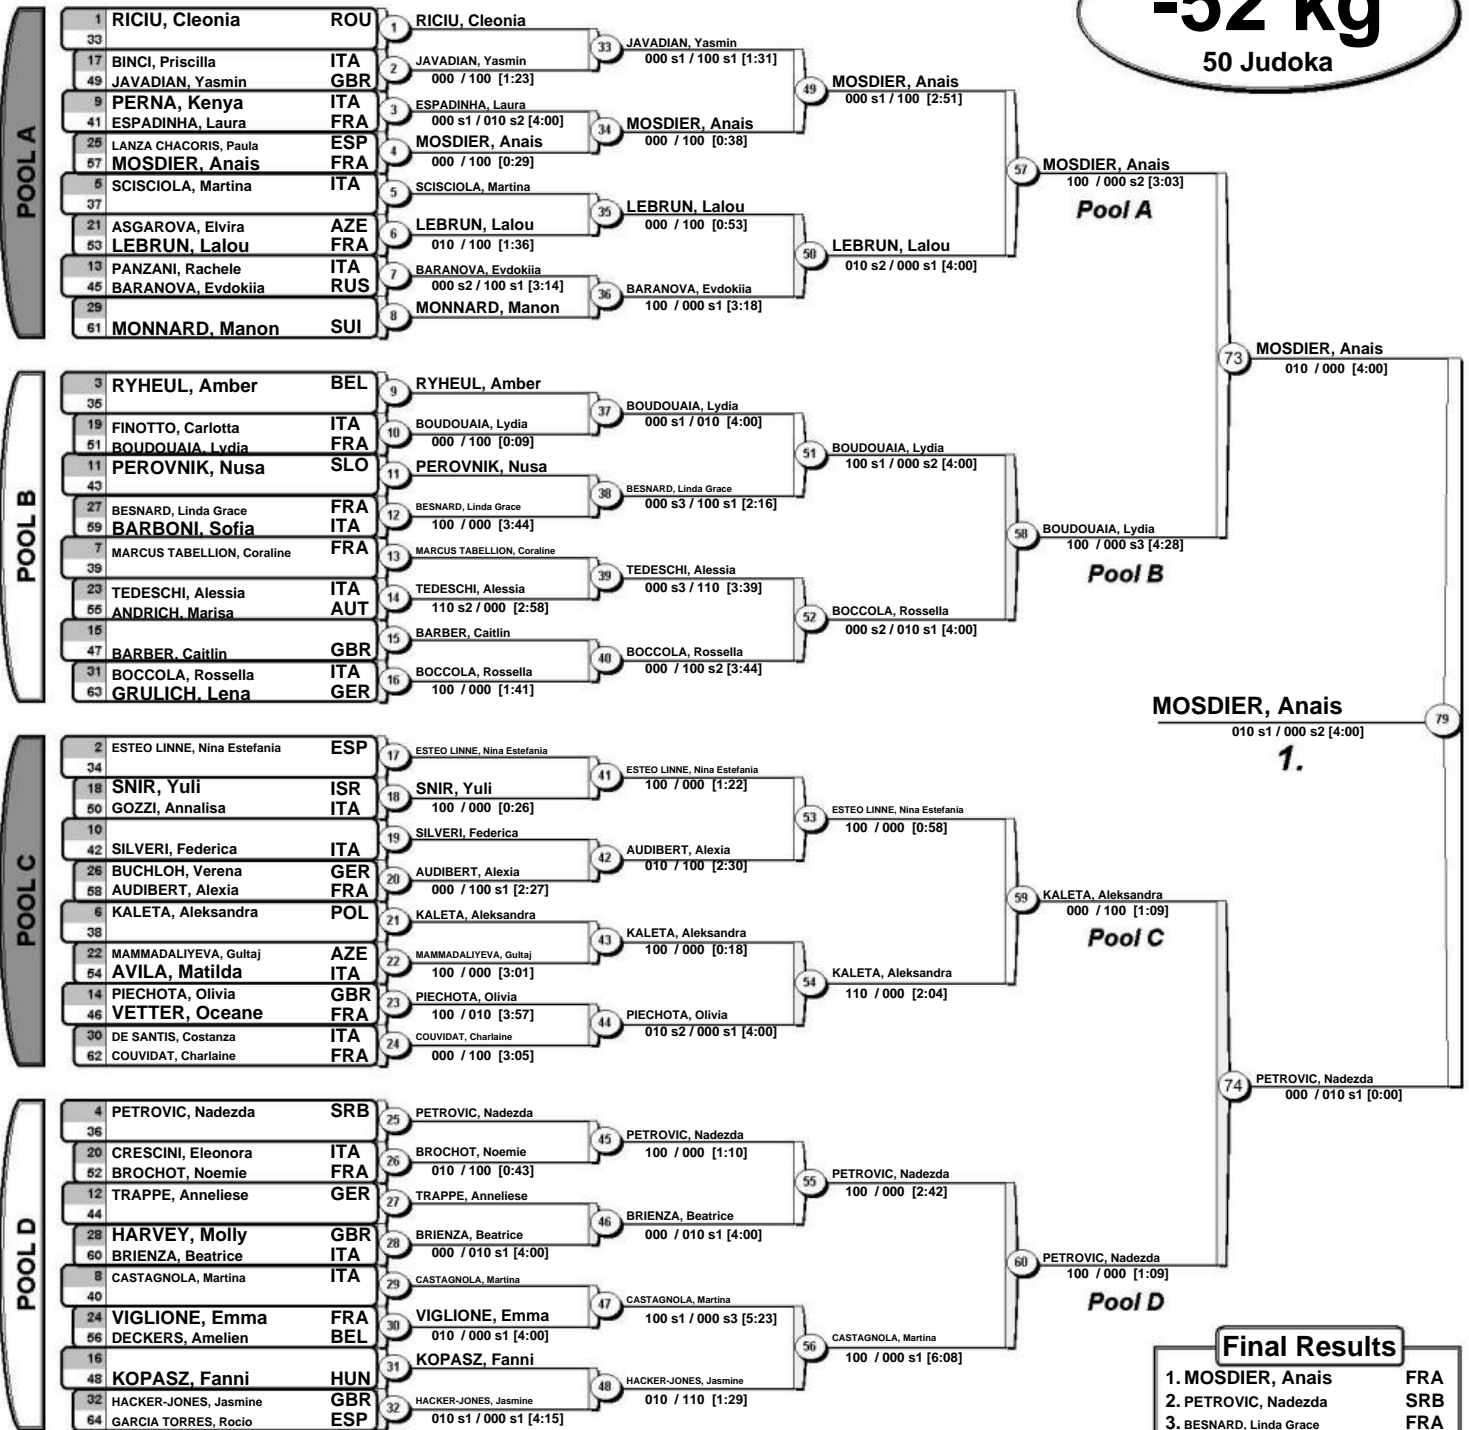 -52 kg
50 Judoka
POOL A
1 RICIU, Cleonia ROU
33
17 BINCI, Priscilla ITA
49 JAVADIAN, Yasmin GBR
9 PERNA, Kenya ITA
41 ESPADINHA, Laura FRA
25 LANZA CHACORIS, Paula ESP
57 MOSDIER, Anais FRA
5 SCISCIOLA, Martina ITA
37
21 ASGAROVA, Elvira AZE
53 LEBRUN, Lalou FRA
13 PANZANI, Rachele ITA
45 BARANOVA, Evdokiia RUS
29
61 MONNARD, Manon SUI
1 RICIU, Cleonia
2 JAVADIAN, Yasmin
000 / 100 [1:23]
3 ESPADINHA, Laura
000 s1 / 010 s2 [4:00]
4 MOSDIER, Anais
000 / 100 [0:29]
5 SCISCIOLA, Martina
6 LEBRUN, Lalou
010 / 100 [1:36]
7 BARANOVA, Evdokiia
000 s2 / 100 s1 [3:14]
8 MONNARD, Manon
33 JAVADIAN, Yasmin
000 s1 / 100 s1 [1:31]
34 MOSDIER, Anais
000 / 100 [0:38]
35 LEBRUN, Lalou
000 / 100 [0:53]
36 BARANOVA, Evdokiia
100 / 000 s1 [3:18]
49 MOSDIER, Anais
000 s1 / 100 [2:51]
50 LEBRUN, Lalou
010 s2 / 000 s1 [4:00]
57 MOSDIER, Anais
100 / 000 s2 [3:03]
Pool A
POOL B
3 RYHEUL, Amber BEL
35
19 FINOTTO, Carlotta ITA
51 BOUDOUAIA, Lydia FRA
11 PEROVNIK, Nusa SLO
43
27 BESNARD, Linda Grace FRA
59 BARBONI, Sofia ITA
7 MARCUS TABELLION, Coraline FRA
39
23 TEDESCHI, Alessia ITA
55 ANDRICH, Marisa AUT
15
47 BARBER, Caitlin GBR
31 BOCCOLA, Rossella ITA
63 GRULICH, Lena GER
9 RYHEUL, Amber
10 BOUDOUAIA, Lydia
000 / 100 [0:09]
11 PEROVNIK, Nusa
12 BESNARD, Linda Grace
100 / 000 [3:44]
13 MARCUS TABELLION, Coraline
14 TEDESCHI, Alessia
110 s2 / 000 [2:58]
15 BARBER, Caitlin
16 BOCCOLA, Rossella
100 / 000 [1:41]
37 BOUDOUAIA, Lydia
000 s1 / 010 [4:00]
38 BESNARD, Linda Grace
000 s3 / 100 s1 [2:16]
39 TEDESCHI, Alessia
000 s3 / 110 [3:39]
40 BOCCOLA, Rossella
000 / 100 s2 [3:44]
51 BOUDOUAIA, Lydia
100 s1 / 000 s2 [4:00]
52 BOCCOLA, Rossella
000 s2 / 010 s1 [4:00]
58 BOUDOUAIA, Lydia
100 / 000 s3 [4:28]
Pool B
73 MOSDIER, Anais
010 / 000 [4:00]
MOSDIER, Anais
79
010 s1 / 000 s2 [4:00]
1.
POOL C
2 ESTEO LINNE, Nina Estefania ESP
34
18 SNIR, Yuli ISR
50 GOZZI, Annalisa ITA
10
42 SILVERI, Federica ITA
26 BUCHLOH, Verena GER
58 AUDIBERT, Alexia FRA
6 KALETA, Aleksandra POL
38
22 MAMMADALIYEVA, Gultaj AZE
54 AVILA, Matilda ITA
14 PIECHOTA, Olivia GBR
46 VETTER, Oceane FRA
30 DE SANTIS, Costanza ITA
62 COUVIDAT, Charlaine FRA
17 ESTEO LINNE, Nina Estefania
18 SNIR, Yuli
100 / 000 [0:26]
19 SILVERI, Federica
20 AUDIBERT, Alexia
000 / 100 s1 [2:27]
21 KALETA, Aleksandra
22 MAMMADALIYEVA, Gultaj
100 / 000 [3:01]
23 PIECHOTA, Olivia
100 / 010 [3:57]
24 COUVIDAT, Charlaine
000 / 100 [3:05]
41 ESTEO LINNE, Nina Estefania
100 / 000 [1:22]
42 AUDIBERT, Alexia
010 / 100 [2:30]
43 KALETA, Aleksandra
100 / 000 [0:18]
44 PIECHOTA, Olivia
010 s2 / 000 s1 [4:00]
53 ESTEO LINNE, Nina Estefania
100 / 000 [0:58]
54 KALETA, Aleksandra
110 / 000 [2:04]
59 KALETA, Aleksandra
000 / 100 [1:09]
Pool C
74 PETROVIC, Nadezda
000 / 010 s1 [0:00]
POOL D
4 PETROVIC, Nadezda SRB
36
20 CRESCINI, Eleonora ITA
52 BROCHOT, Noemie FRA
12 TRAPPE, Anneliese GER
44
28 HARVEY, Molly GBR
60 BRIENZA, Beatrice ITA
8 CASTAGNOLA, Martina ITA
40
24 VIGLIONE, Emma FRA
56 DECKERS, Amelien BEL
16
48 KOPASZ, Fanni HUN
32 HACKER-JONES, Jasmine GBR
64 GARCIA TORRES, Rocio ESP
25 PETROVIC, Nadezda
26 BROCHOT, Noemie
010 / 100 [0:43]
27 TRAPPE, Anneliese
28 BRIENZA, Beatrice
000 / 010 s1 [4:00]
29 CASTAGNOLA, Martina
30 VIGLIONE, Emma
010 / 000 s1 [4:00]
31 KOPASZ, Fanni
32 HACKER-JONES, Jasmine
010 s1 / 000 s1 [4:15]
45 PETROVIC, Nadezda
100 / 000 [1:10]
46 BRIENZA, Beatrice
000 / 010 s1 [4:00]
47 CASTAGNOLA, Martina
100 s1 / 000 s3 [5:23]
48 HACKER-JONES, Jasmine
010 / 110 [1:29]
55 PETROVIC, Nadezda
100 / 000 [2:42]
56 CASTAGNOLA, Martina
100 / 000 s1 [6:08]
60 PETROVIC, Nadezda
100 / 000 [1:09]
Pool D
Final Results
1. MOSDIER, Anais FRA
2. PETROVIC, Nadezda SRB
3. BESNARD, Linda Grace FRA